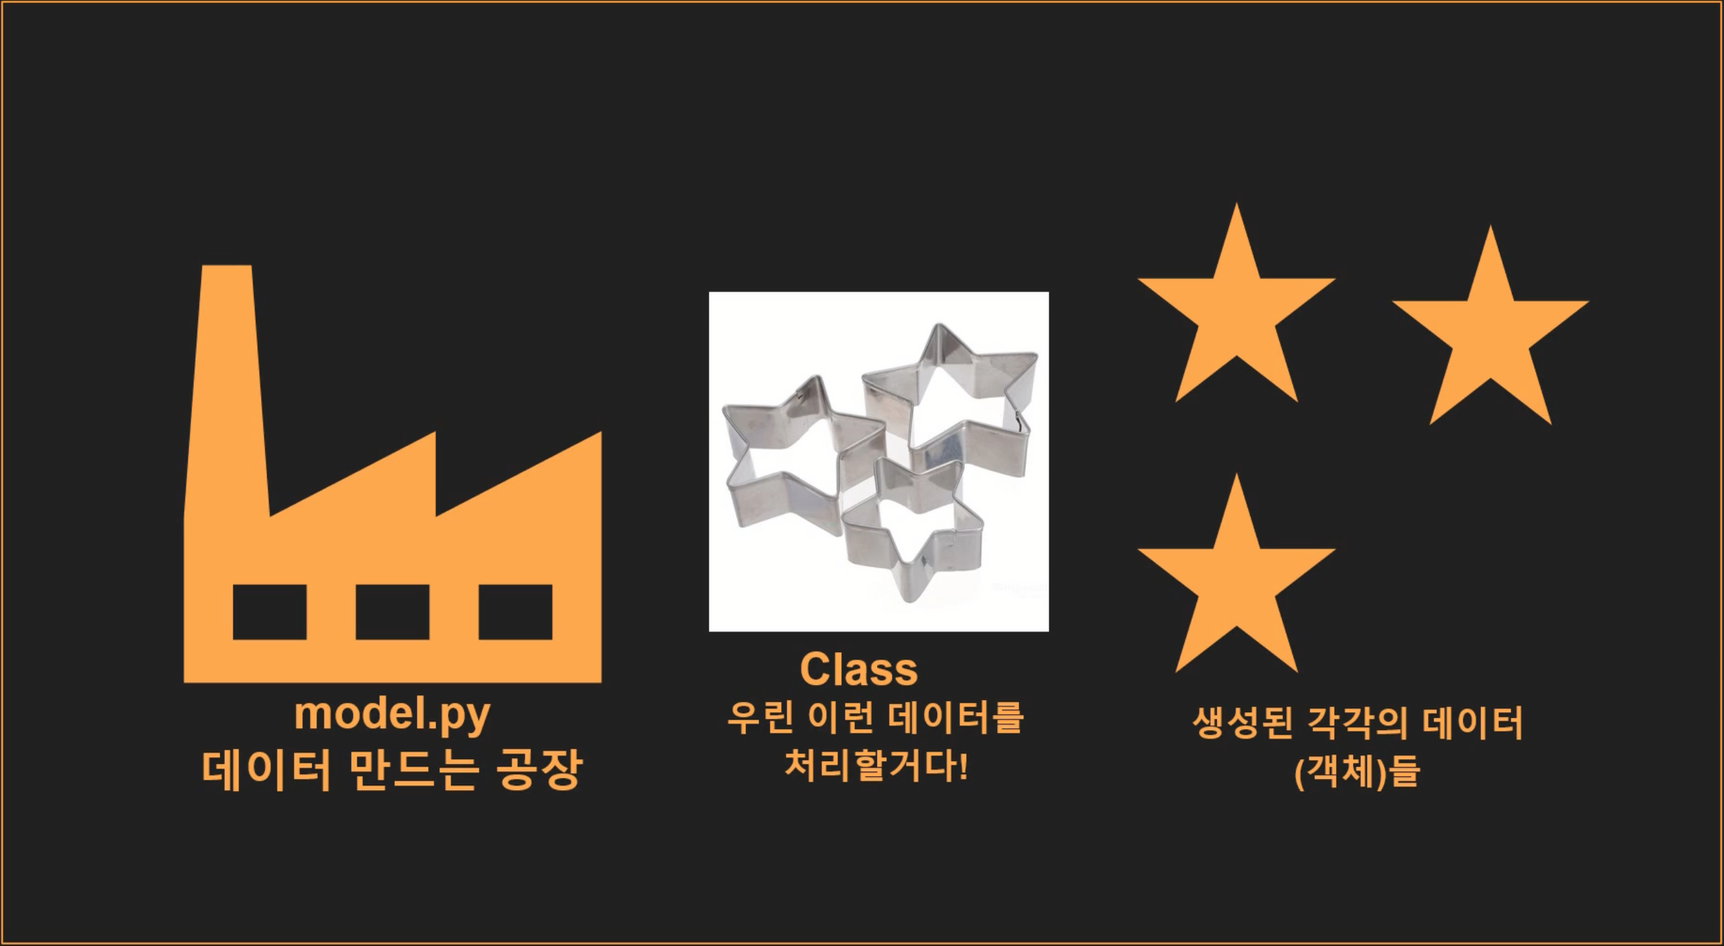 model.py
데이터 만드는 공장
Class
우린 이런 데이터를
처리할거다!
생성된 각각의 데이터
(객체)들